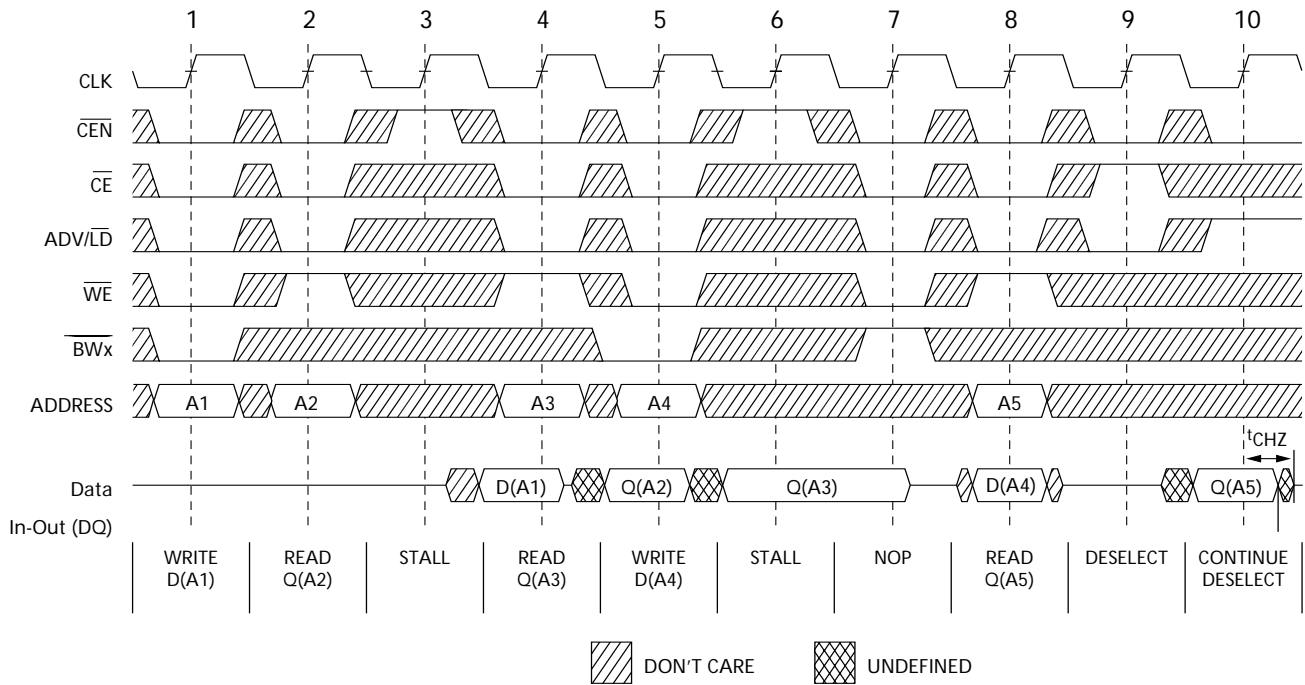 1 2 3 4 5 6 7 8 9 10
CLK
CEN
CE
ADV/LD
WE
BWx
ADDRESS A1 A2 A3 A4 A5
tCHZ
Data D(A1) Q(A2) Q(A3) D(A4) Q(A5)
In-Out (DQ)
WRITE READ STALL READ WRITE STALL NOP READ DESELECT CONTINUE
D(A1) Q(A2) Q(A3) D(A4) Q(A5) DESELECT
DON'T CARE UNDEFINED